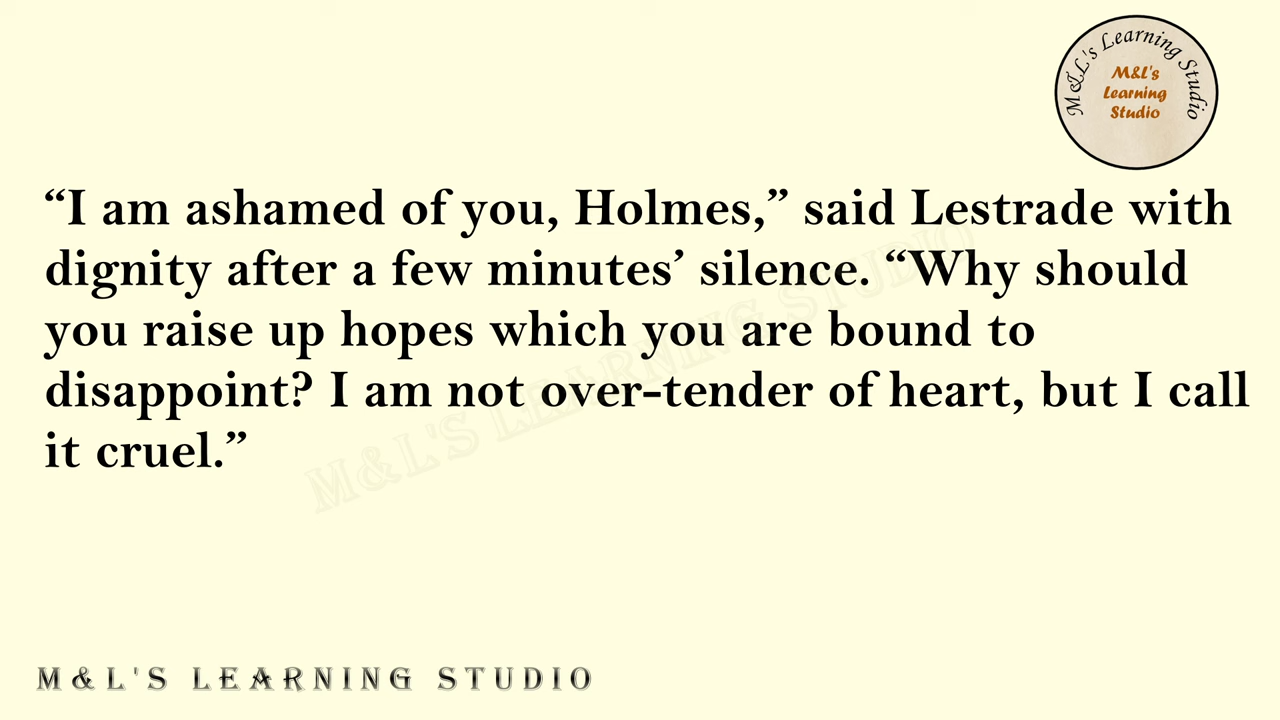 M&L's Learning Studio
M&L's
Learning
Studio
“I am ashamed of you, Holmes,” said Lestrade with
dignity after a few minutes’ silence. “Why should
you raise up hopes which you are bound to
disappoint? I am not over-tender of heart, but I call
it cruel.”
M&L'S LEARNING STUDIO
M&L'S LEARNING STUDIO